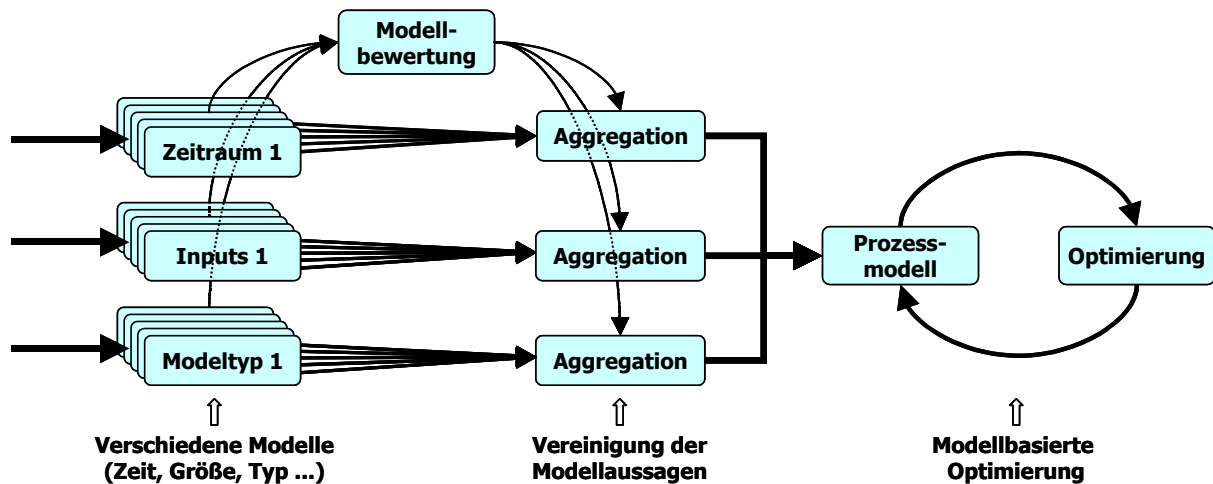 Modell-
bewertung
Zeitraum 1
Aggregation
Inputs 1
Aggregation
Prozess-
modell
Optimierung
Modeltyp 1
Aggregation
Verschiedene Modelle
(Zeit, Größe, Typ ...)
Vereinigung der
Modellaussagen
Modellbasierte
Optimierung